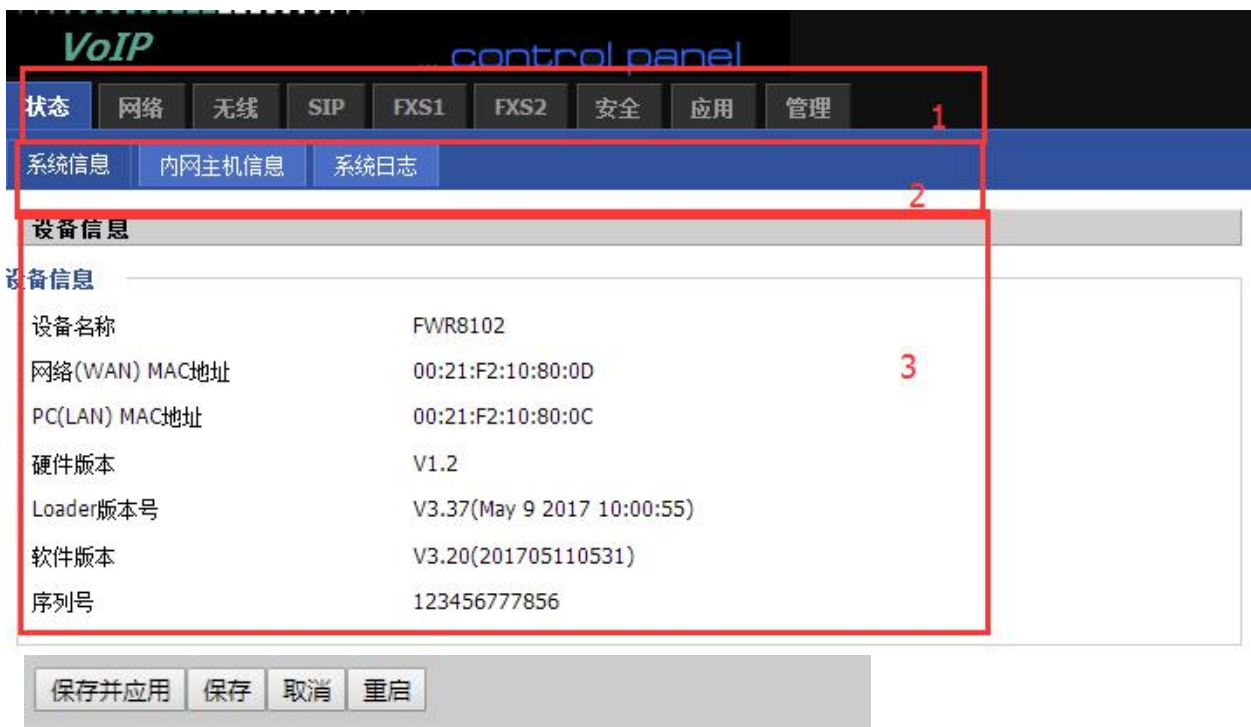 VoIP ... control panel
状态 网络 无线 SIP FXS1 FXS2 安全 应用 管理 1
系统信息 内网主机信息 系统日志 2
设备信息
设备信息
设备名称 FWR8102
网络(WAN) MAC地址 00:21:F2:10:80:0D 3
PC(LAN) MAC地址 00:21:F2:10:80:0C
硬件版本 V1.2
Loader版本号 V3.37(May 9 2017 10:00:55)
软件版本 V3.20(201705110531)
序列号 123456777856
保存并应用 保存 取消 重启